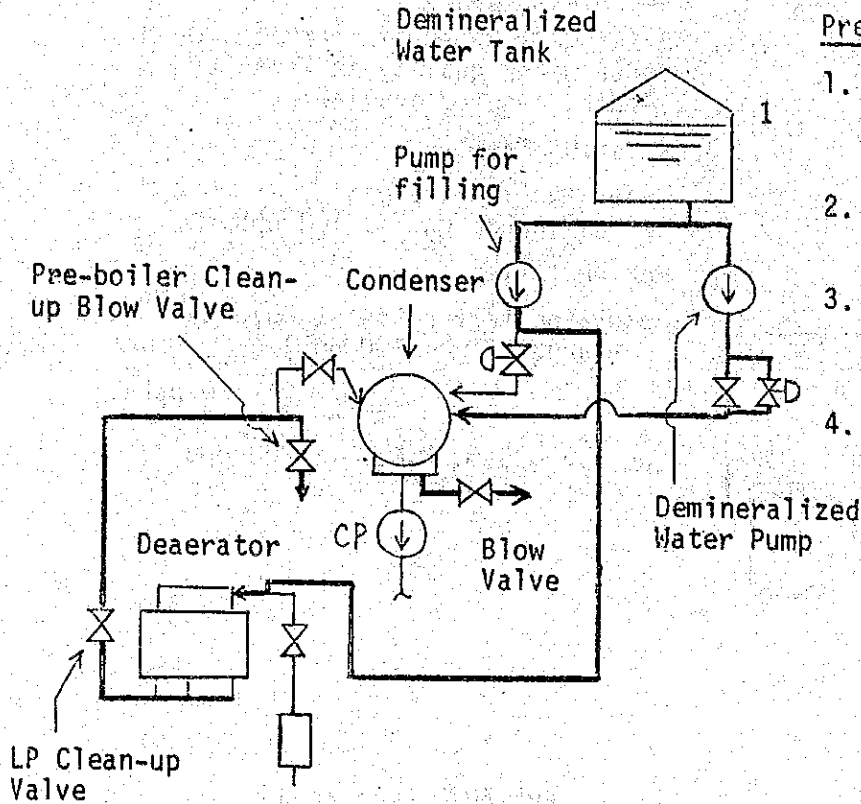 Demineralized
Water Tank
Pre
1.
1
Pump for
filling
2.
Pre-boiler Clean-
up Blow Valve
Condenser
3.
4.
Demineralized
Water Pump
CP
Blow
Valve
Deaerator
LP Clean-up
Valve